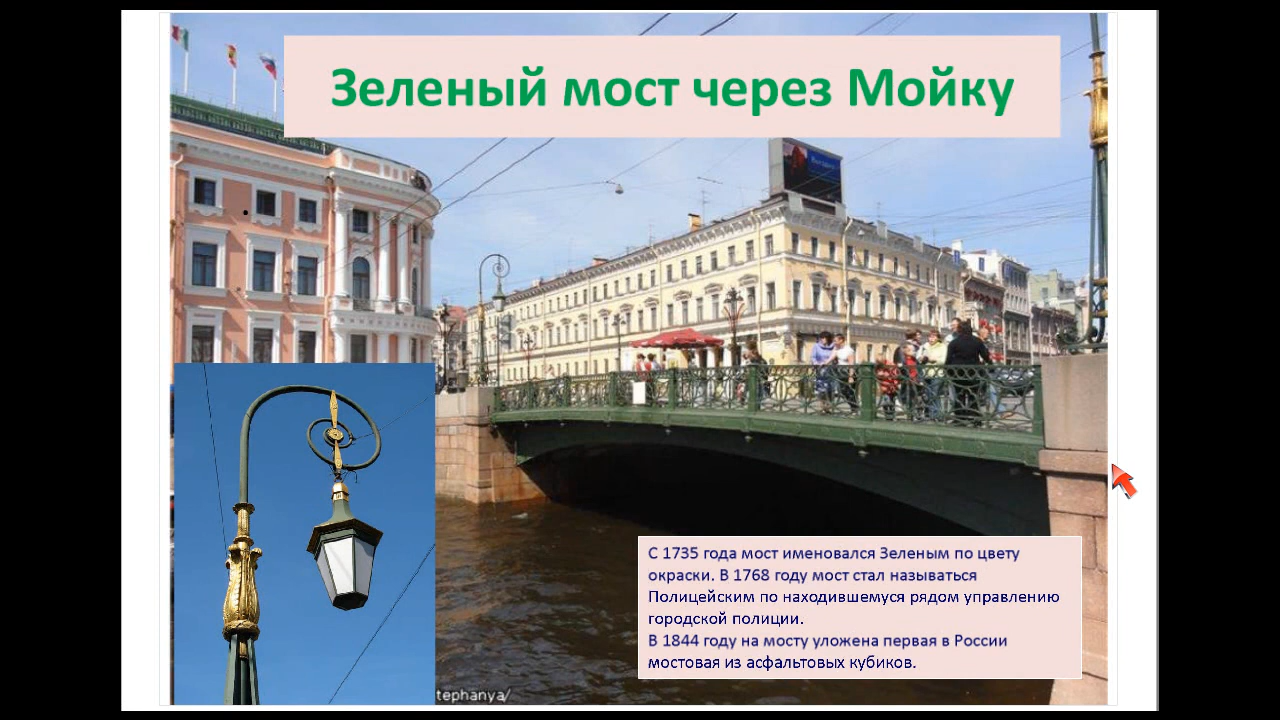 Зеленый мост через Мойку
С 1735 года мост именовался Зеленым по цвету
окраски. В 1768 году мост стал называться
Полицейским по находившемуся рядом управлению
городской полиции.
В 1844 году на мосту уложена первая в России
мостовая из асфальтовых кубиков.
tephanya/